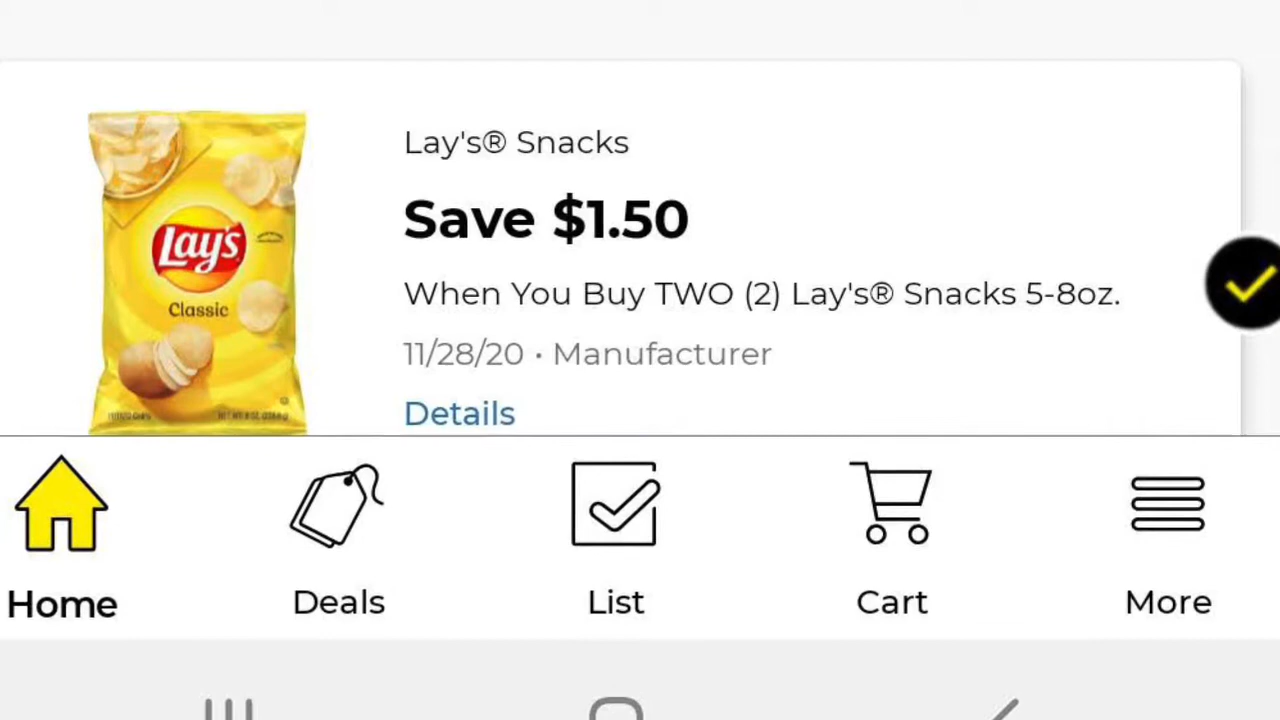 Lay's® Snacks
Save $1.50
When You Buy TWO (2) Lay's® Snacks 5-8oz.
11/28/20 • Manufacturer
Details
Lay's
Classic
Home
Deals
List
Cart
More